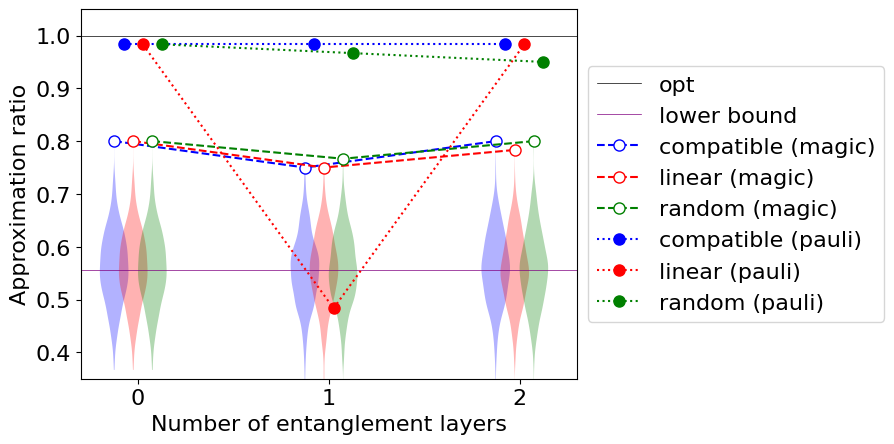 1.0
0.9
0.8
0.7
0.6
0.5
0.4
Approximation ratio
0
1
2
Number of entanglement layers
opt
lower bound
compatible (magic)
linear (magic)
random (magic)
compatible (pauli)
linear (pauli)
random (pauli)